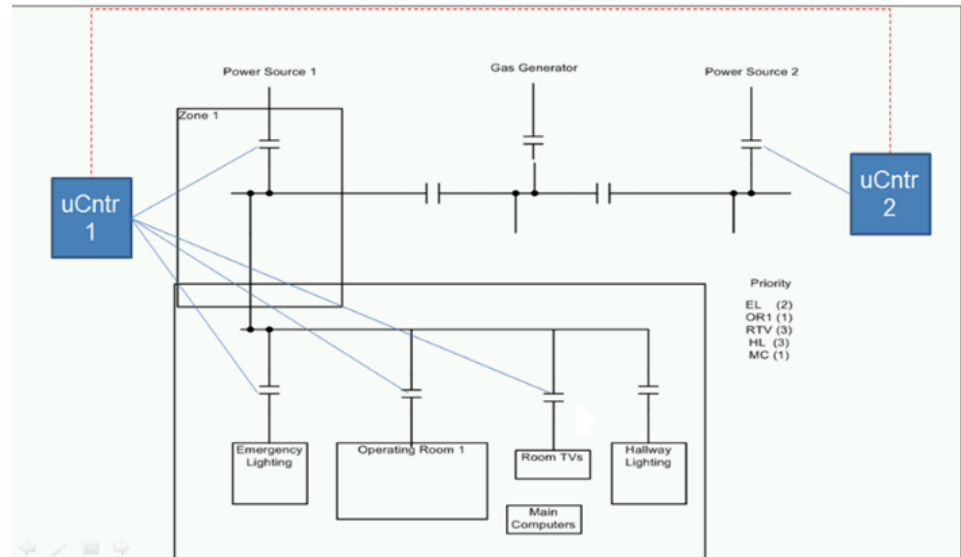 Power Source 1
Gas Generator
Power Source 2
Zone 1
uCntr
1
uCntr
2
Priority
EL (2)
OR1 (1)
RTV (3)
HL (3)
MC (1)
Emergency
Lighting
Operating Room 1
Room TVs
Hallway
Lighting
Main
Computers